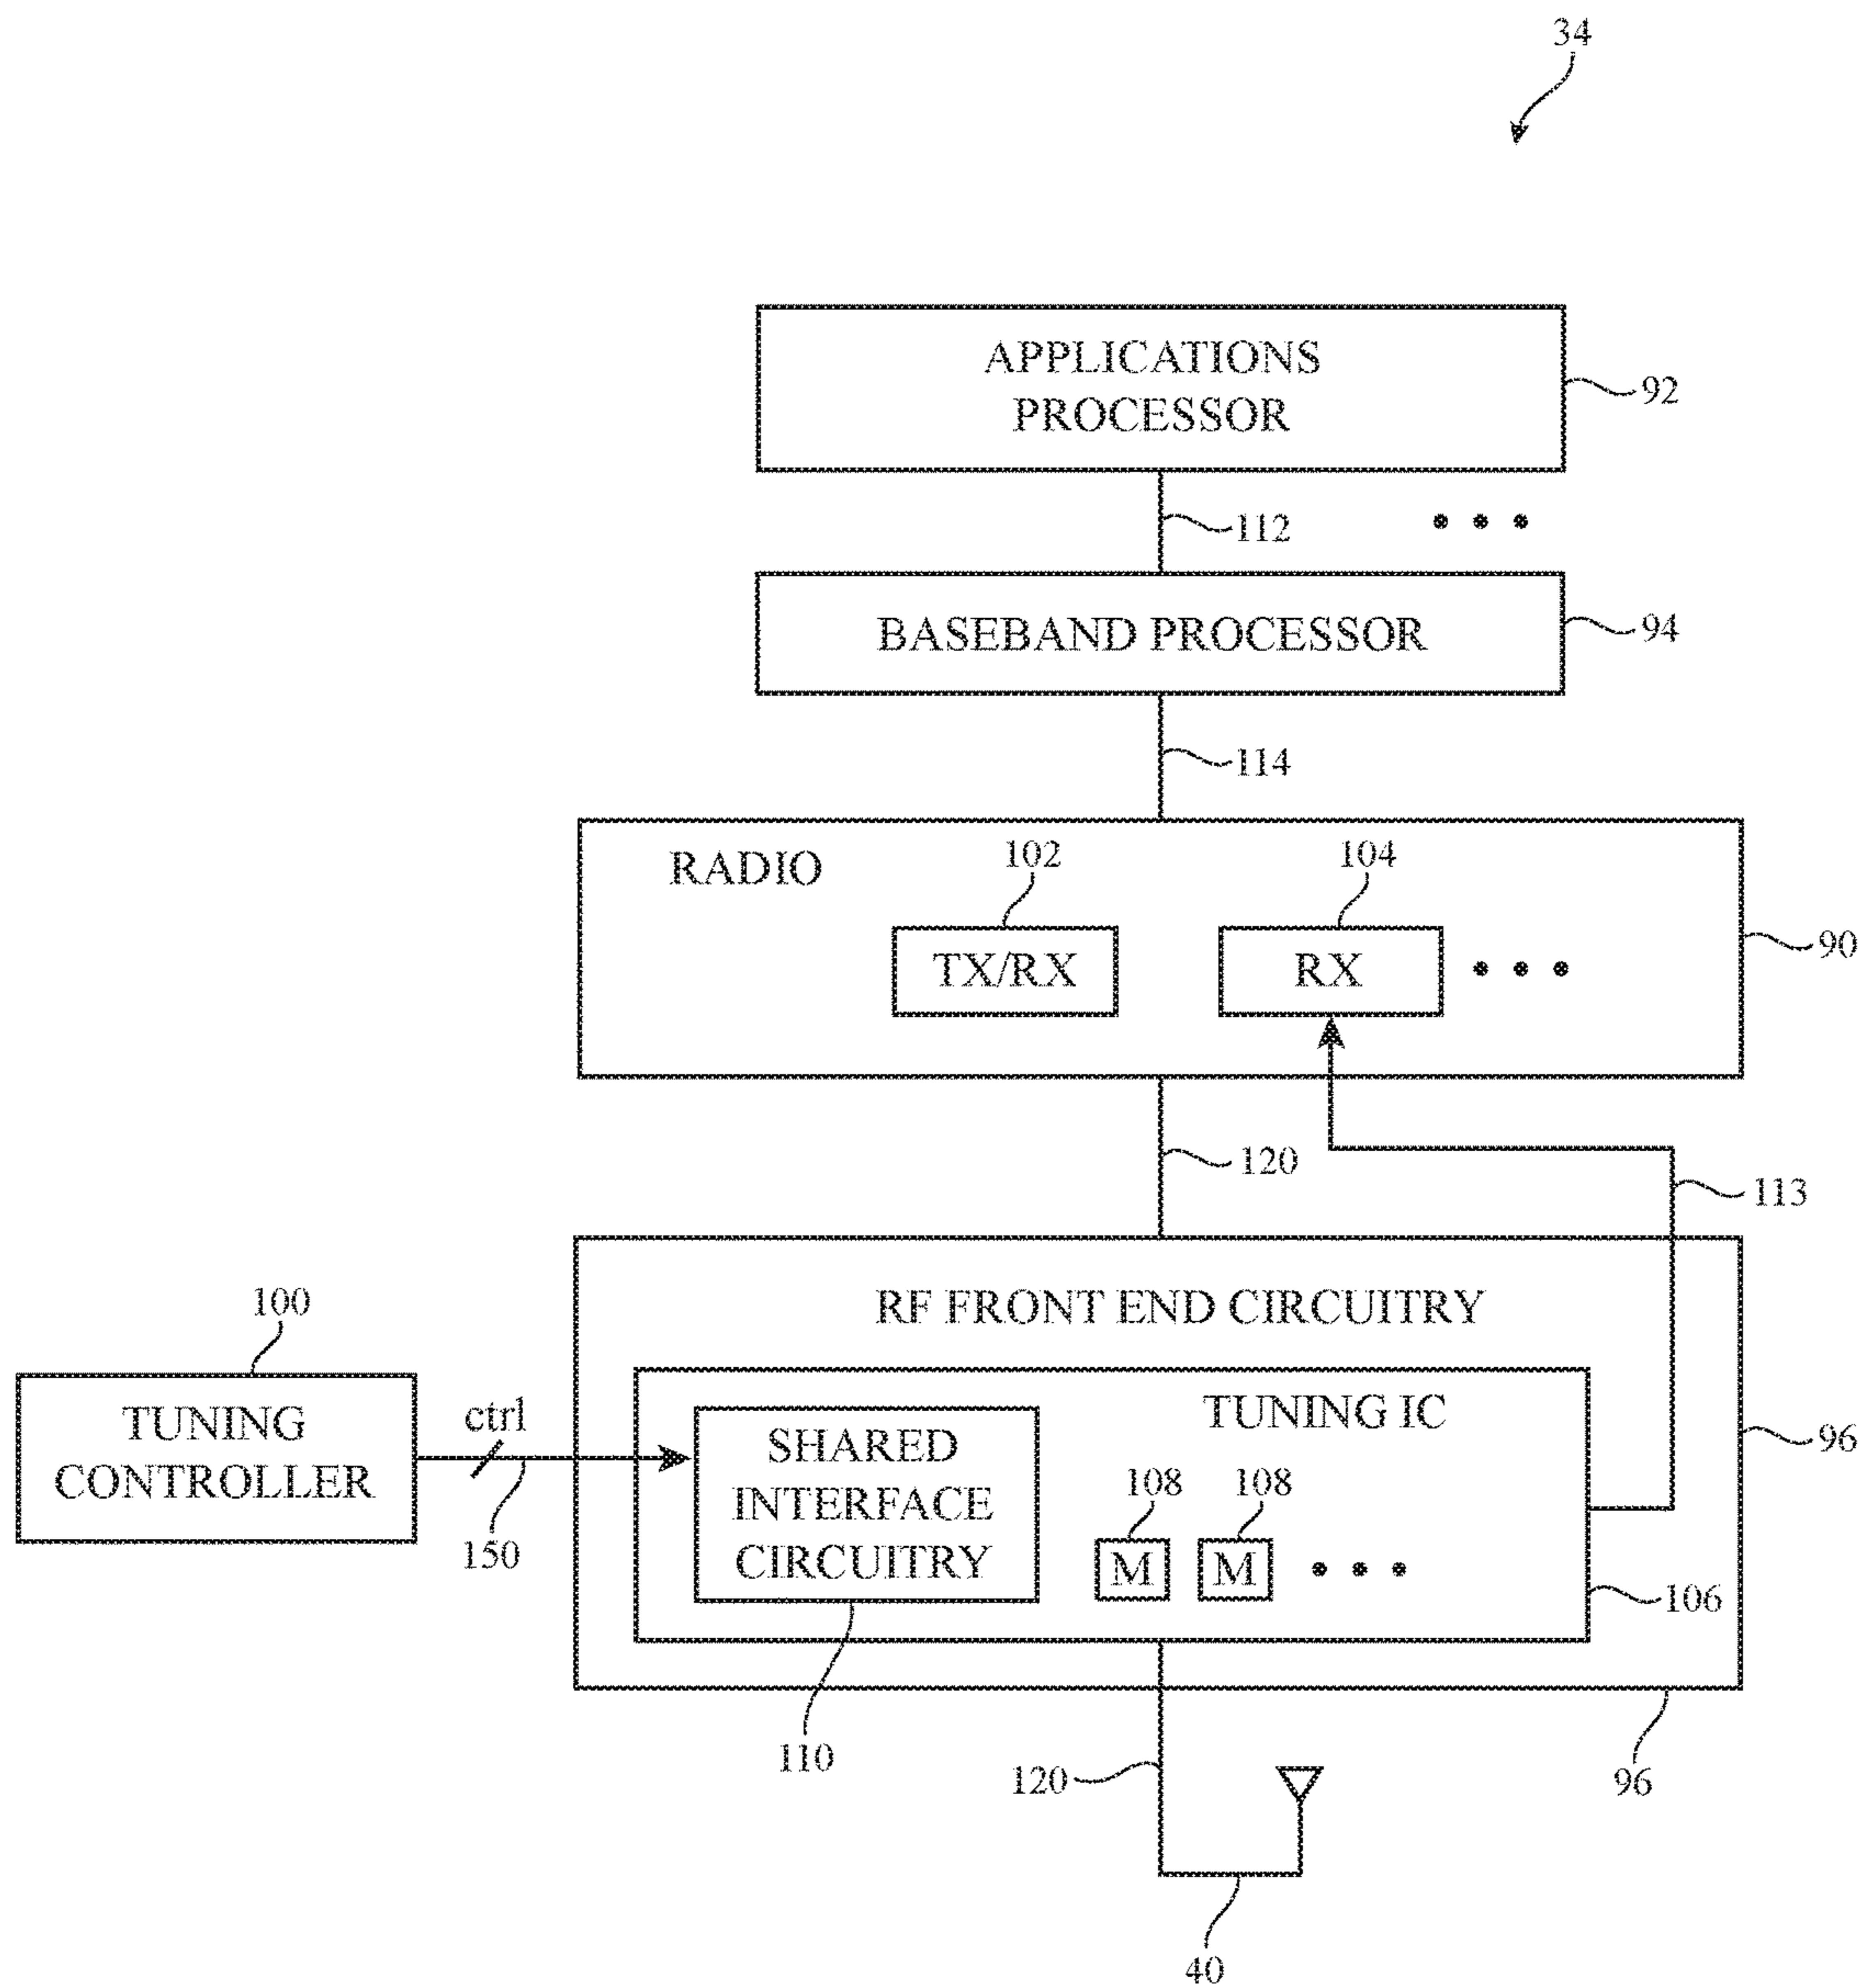 34
APPLICATIONS
PROCESSOR
92
112
BASEBAND PROCESSOR
94
114
RADIO
102
104
TX/RX
RX
90
120
113
RF FRONT END CIRCUITRY
100
TUNING
CONTROLLER
ctrl
150
TUNING IC
SHARED
INTERFACE
CIRCUITRY
108
108
M
M
96
106
110
120
96
40